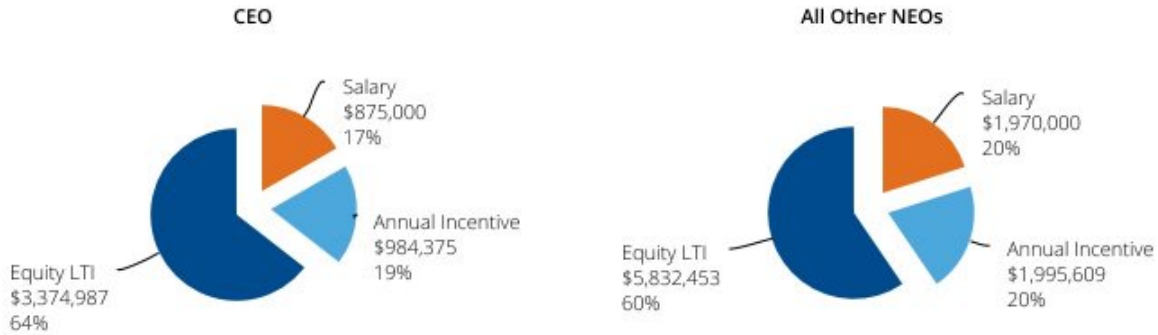 CEO
Salary
$875,000
17%
Annual Incentive
$984,375
19%
Equity LTI
$3,374,987
64%
All Other NEOs
Salary
$1,970,000
20%
Annual Incentive
$1,995,609
20%
Equity LTI
$5,832,453
60%